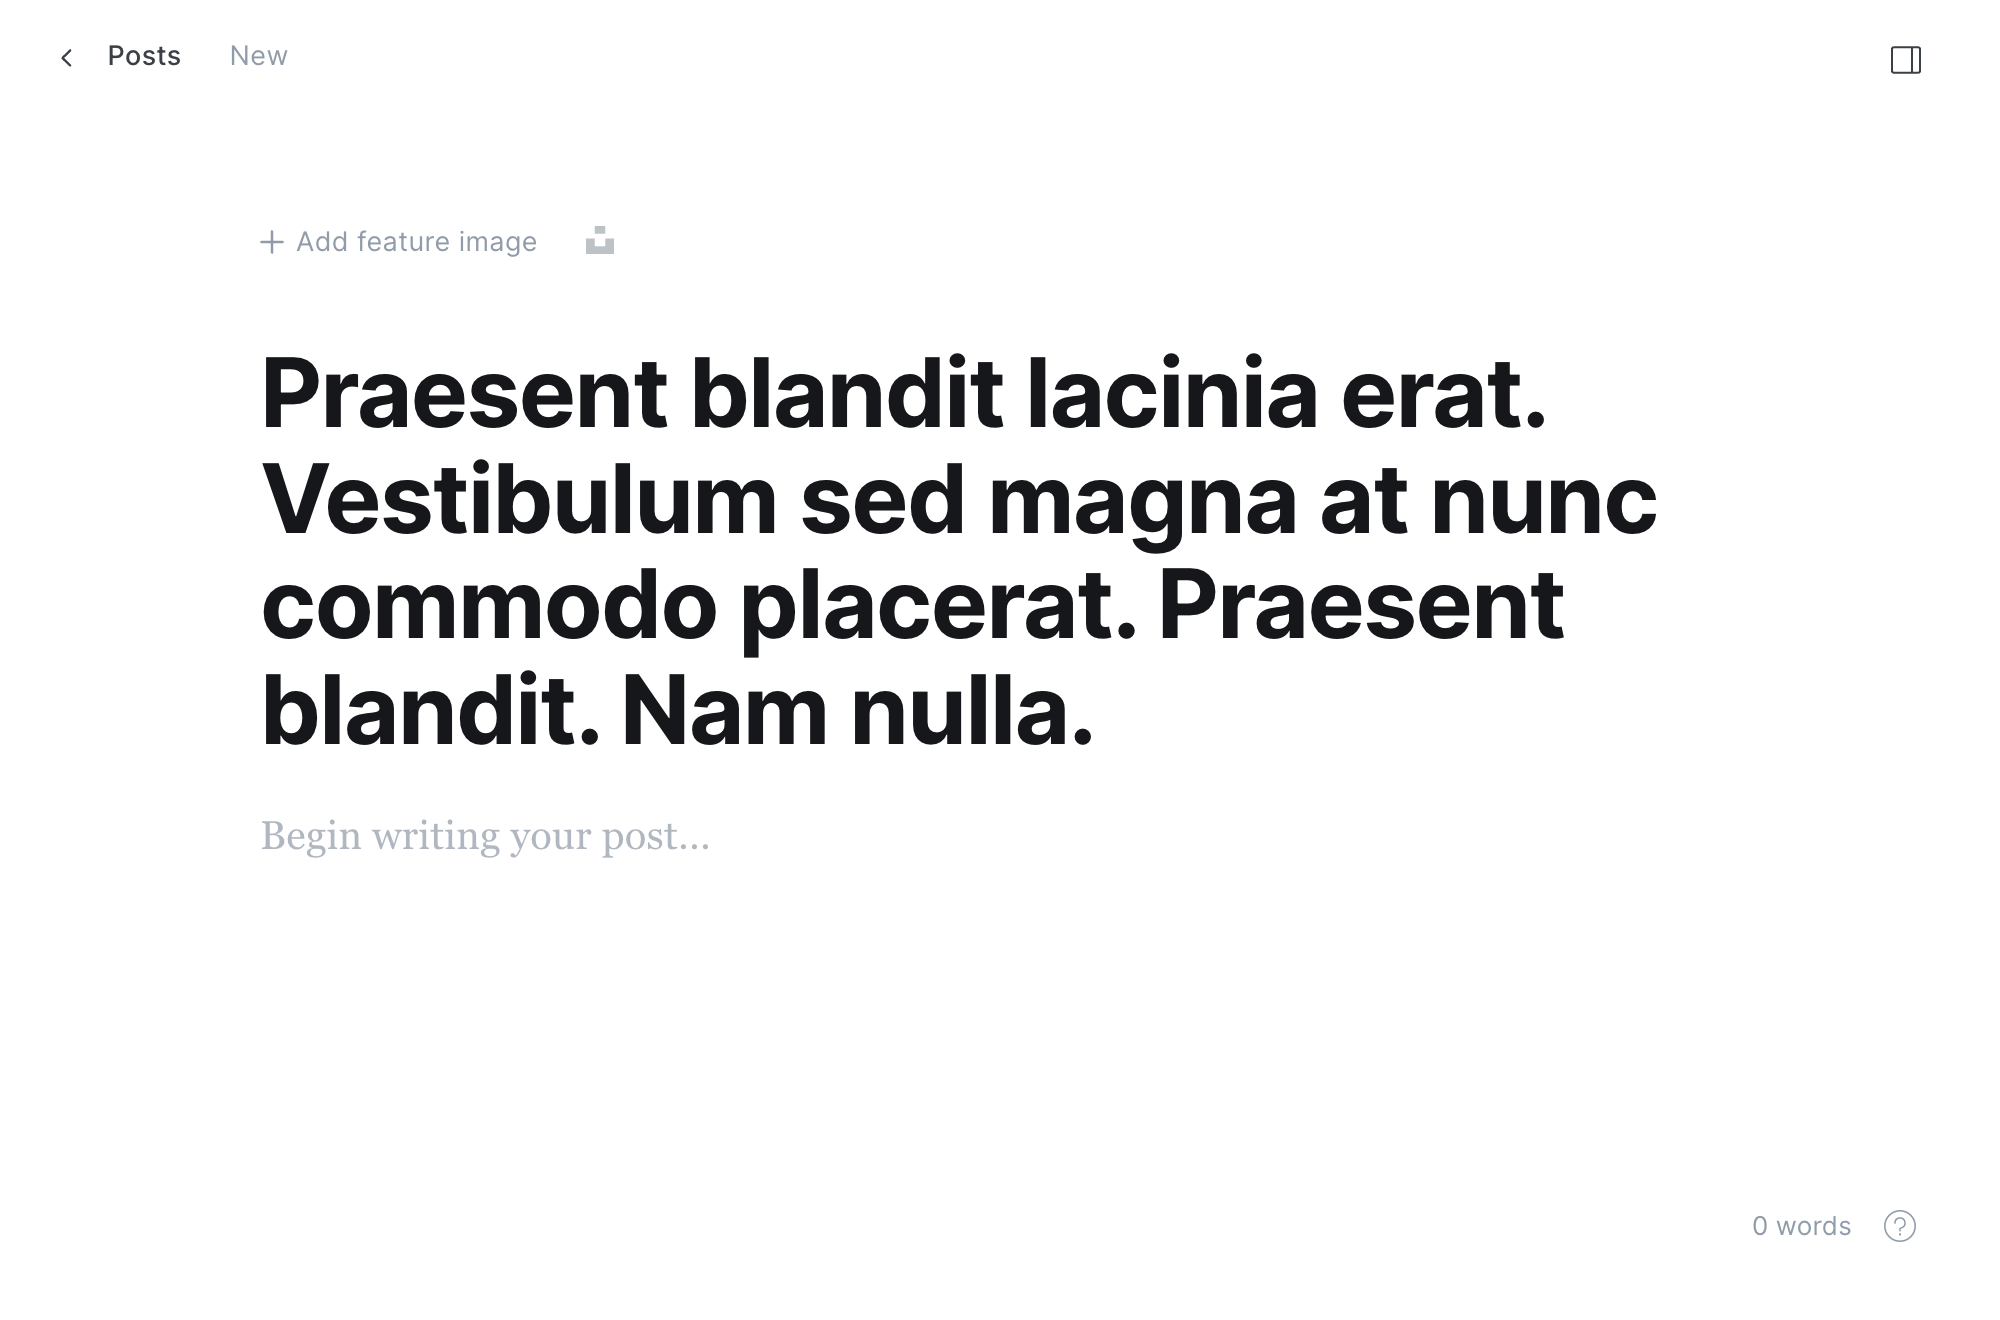 Posts New
+ Add feature image
Praesent blandit lacinia erat.
Vestibulum sed magna at nunc
commodo placerat. Praesent
blandit. Nam nulla.
Begin writing your post...
0 words ?